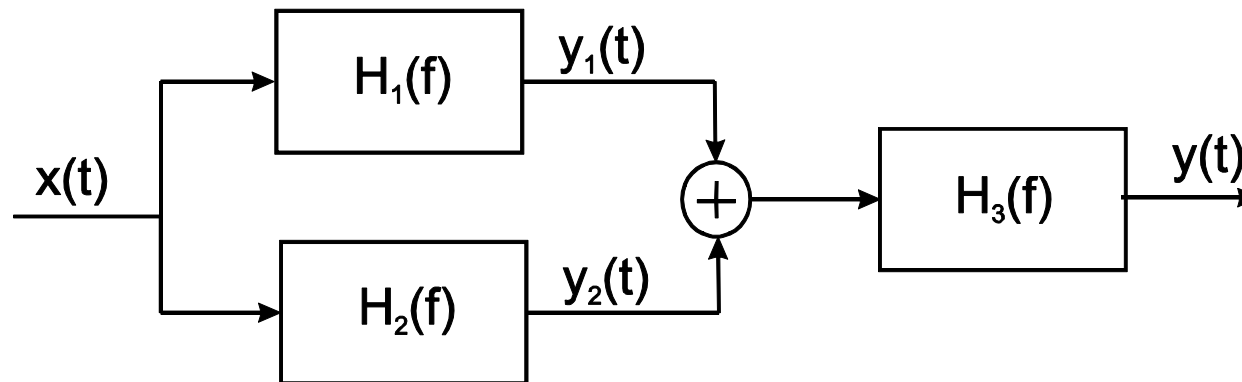 x(t)
H₁(f)
y₁(t)
H₂(f)
y₂(t)
+
H₃(f)
y(t)